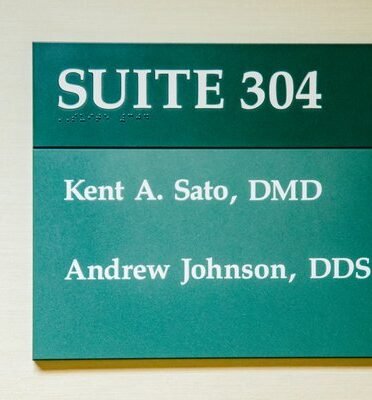 SUITE 304
Kent A. Sato, DMD
Andrew Johnson, DDS